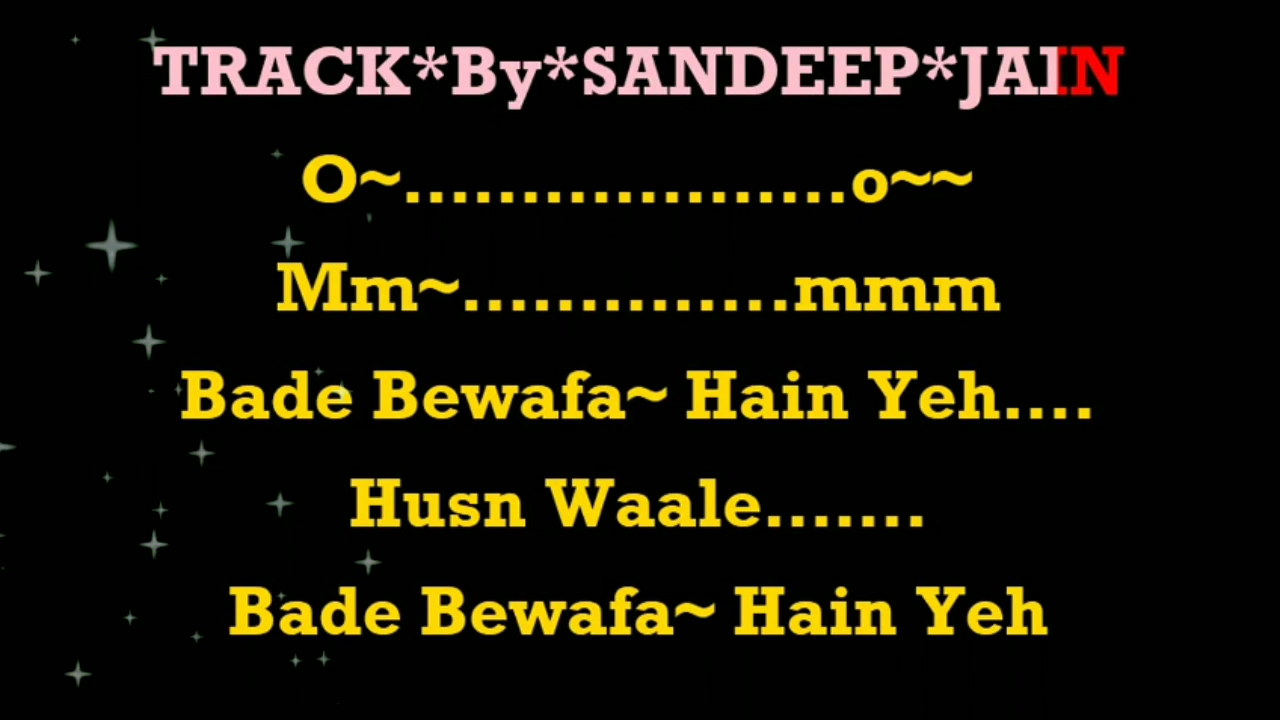 TRACK*By*SANDEEP*JAIN
O~...................o~~
Mm~..............mmm
Bade Bewafa~ Hain Yeh....
Husn Waale.......
Bade Bewafa~ Hain Yeh